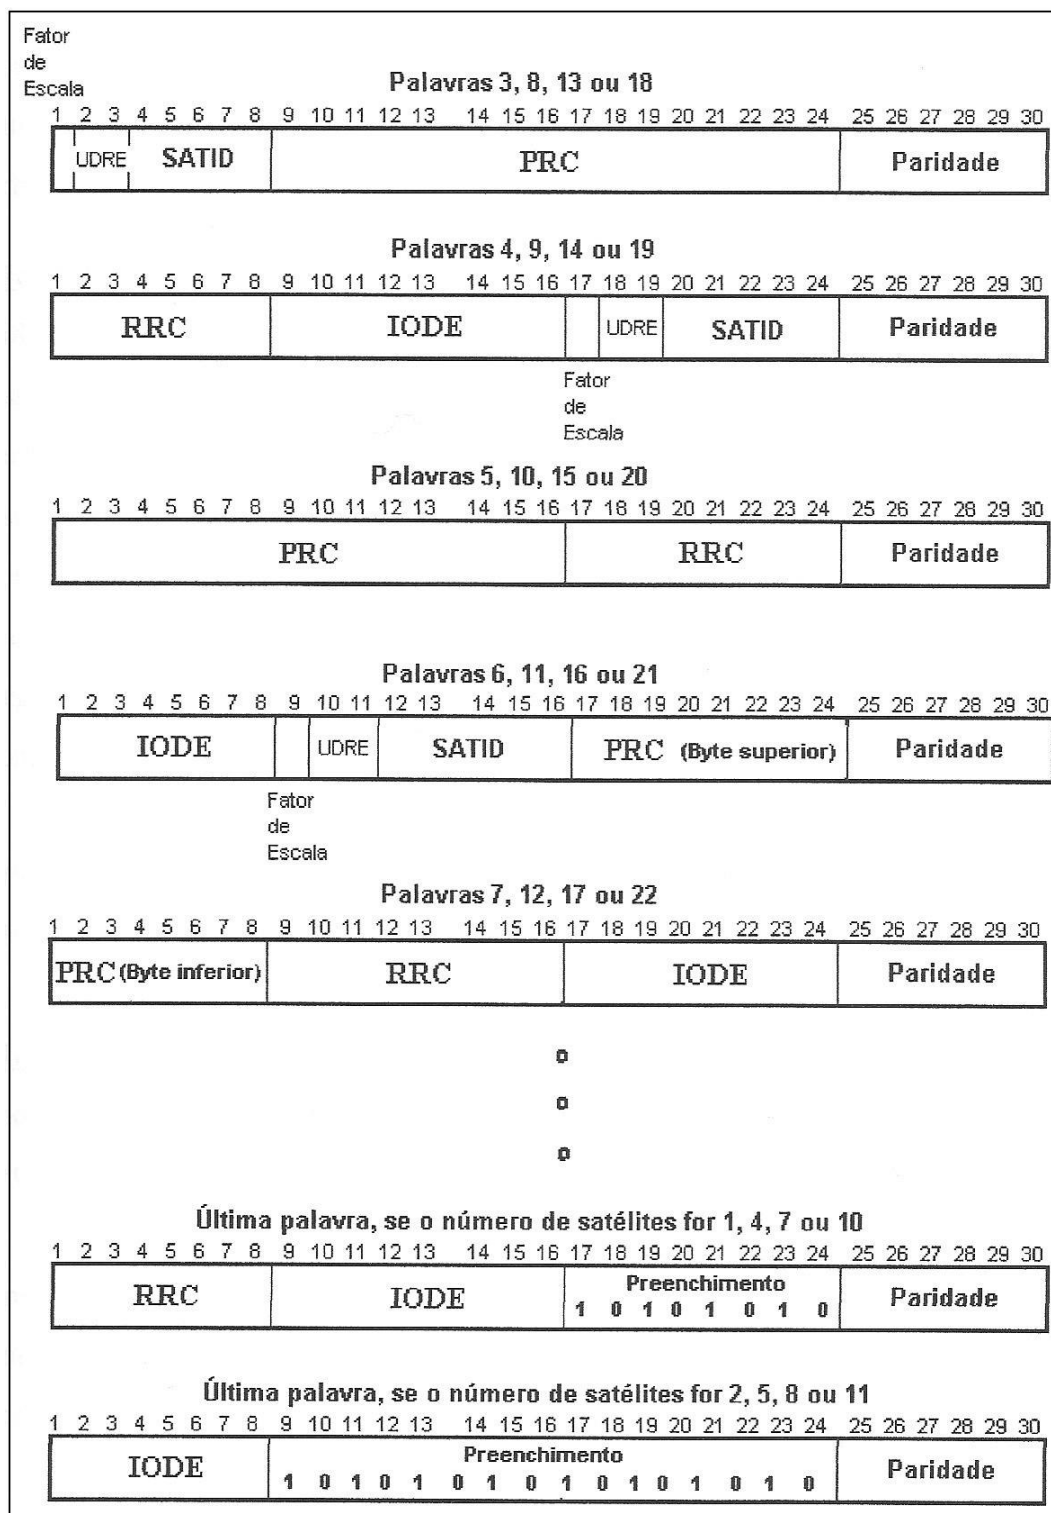 Fator
de
Escala
Palavras 3, 8, 13 ou 18
1 2 3 4 5 6 7 8 9 10 11 12 13 14 15 16 17 18 19 20 21 22 23 24 25 26 27 28 29 30
UDRE SATID PRC Paridade
Palavras 4, 9, 14 ou 19
1 2 3 4 5 6 7 8 9 10 11 12 13 14 15 16 17 18 19 20 21 22 23 24 25 26 27 28 29 30
RRC IODE UDRE SATID Paridade
Fator
de
Escala
Palavras 5, 10, 15 ou 20
1 2 3 4 5 6 7 8 9 10 11 12 13 14 15 16 17 18 19 20 21 22 23 24 25 26 27 28 29 30
PRC RRC Paridade
Palavras 6, 11, 16 ou 21
1 2 3 4 5 6 7 8 9 10 11 12 13 14 15 16 17 18 19 20 21 22 23 24 25 26 27 28 29 30
IODE UDRE SATID PRC (Byte superior) Paridade
Fator
de
Escala
Palavras 7, 12, 17 ou 22
1 2 3 4 5 6 7 8 9 10 11 12 13 14 15 16 17 18 19 20 21 22 23 24 25 26 27 28 29 30
PRC (Byte inferior) RRC IODE Paridade
Última palavra, se o número de satélites for 1, 4, 7 ou 10
1 2 3 4 5 6 7 8 9 10 11 12 13 14 15 16 17 18 19 20 21 22 23 24 25 26 27 28 29 30
RRC IODE Preenchimento Paridade
1 0 1 0 1 0 1 0
Última palavra, se o número de satélites for 2, 5, 8 ou 11
1 2 3 4 5 6 7 8 9 10 11 12 13 14 15 16 17 18 19 20 21 22 23 24 25 26 27 28 29 30
IODE Preenchimento Paridade
1 0 1 0 1 0 1 0 1 0 1 0 1 0 1 0